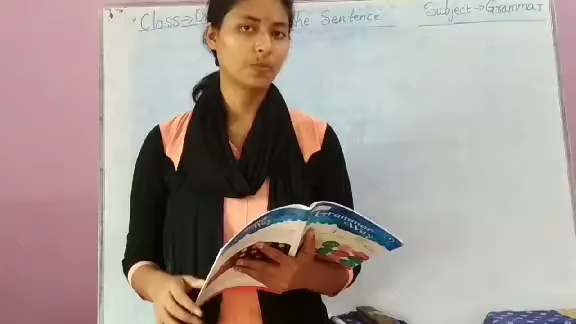 Class→ the Sentence
Subject→Grammar
Grammar